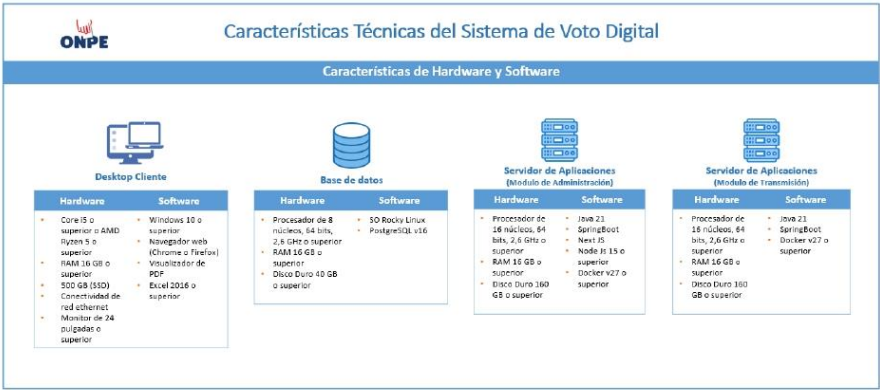 ONPE
Características Técnicas del Sistema de Voto Digital
Características de Hardware y Software
Desktop Cliente
Hardware
Software
• Core i5 o
superior o AMD
Ryzen 5 o
superior
• RAM 16 GB o
superior
• 500 GB (SSD)
• Conectividad de
red ethernet
• Monitor de 24
pulgadas o
superior
• Windows 10 o
superior
• Navegador web
(Chrome o Firefox)
• Visualizador de
PDF
• Excel 2016 o
superior
Base de datos
Hardware
Software
• Procesador de 8
núcleos, 64 bits,
2,6 GHz o superior
• RAM 16 GB o
superior
• Disco Duro 40 GB
o superior
• SO Rocky Linux
• PostgreSQL v16
Servidor de Aplicaciones
(Modulo de Administración)
Hardware
Software
• Procesador de
16 núcleos, 64
bits, 2,6 GHz o
superior
• RAM 16 GB o
superior
• Disco Duro 160
GB o superior
• Java 21
• SpringBoot
• Next JS
• Node Js 15 o
superior
• Docker v27 o
superior
Servidor de Aplicaciones
(Modulo de Transmisión)
Hardware
Software
• Procesador de
16 núcleos, 64
bits, 2,6 GHz o
superior
• RAM 16 GB o
superior
• Disco Duro 160
GB o superior
• Java 21
• SpringBoot
• Docker v27 o
superior